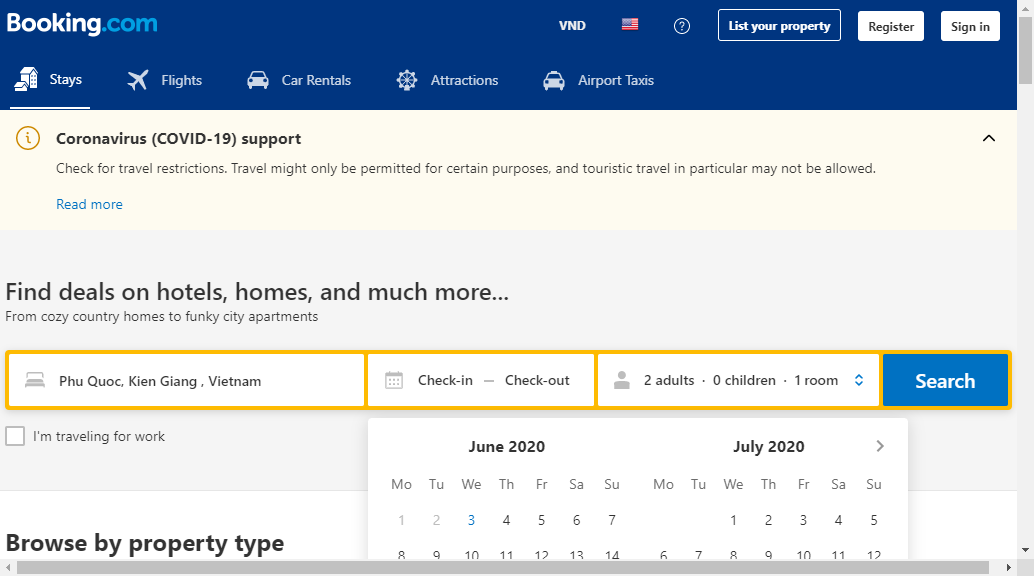 Booking.com
VND
List your property
Register
Sign in
Stays
Flights
Car Rentals
Attractions
Airport Taxis
Coronavirus (COVID-19) support
Check for travel restrictions. Travel might only be permitted for certain purposes, and touristic travel in particular may not be allowed.
Read more
Find deals on hotels, homes, and much more...
From cozy country homes to funky city apartments
Phu Quoc, Kien Giang , Vietnam
Check-in — Check-out
2 adults · 0 children · 1 room
Search
I'm traveling for work
June 2020
Mo Tu We Th Fr Sa Su
1 2 3 4 5 6 7
8 9 10 11 12 13 14
July 2020
Mo Tu We Th Fr Sa Su
1 2 3 4 5
6 7 8 9 10 11 12
Browse by property type